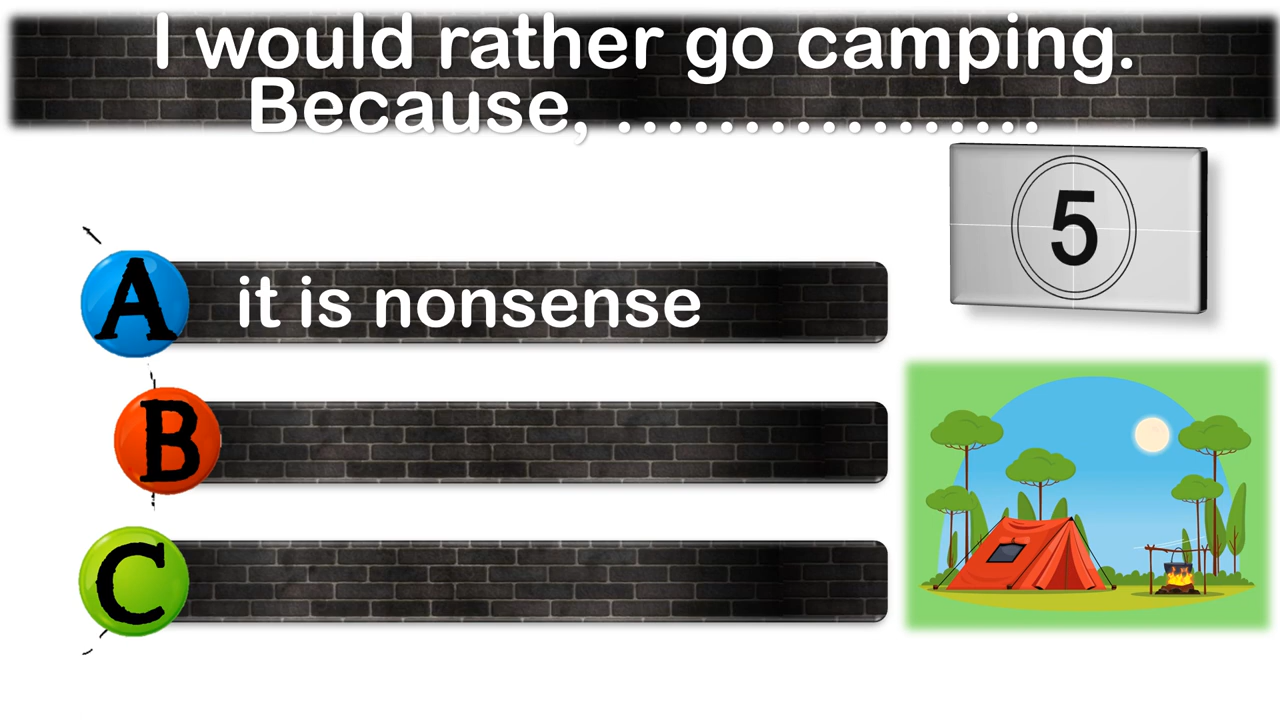 I would rather go camping.
Because, .................
5
A it is nonsense
B
C